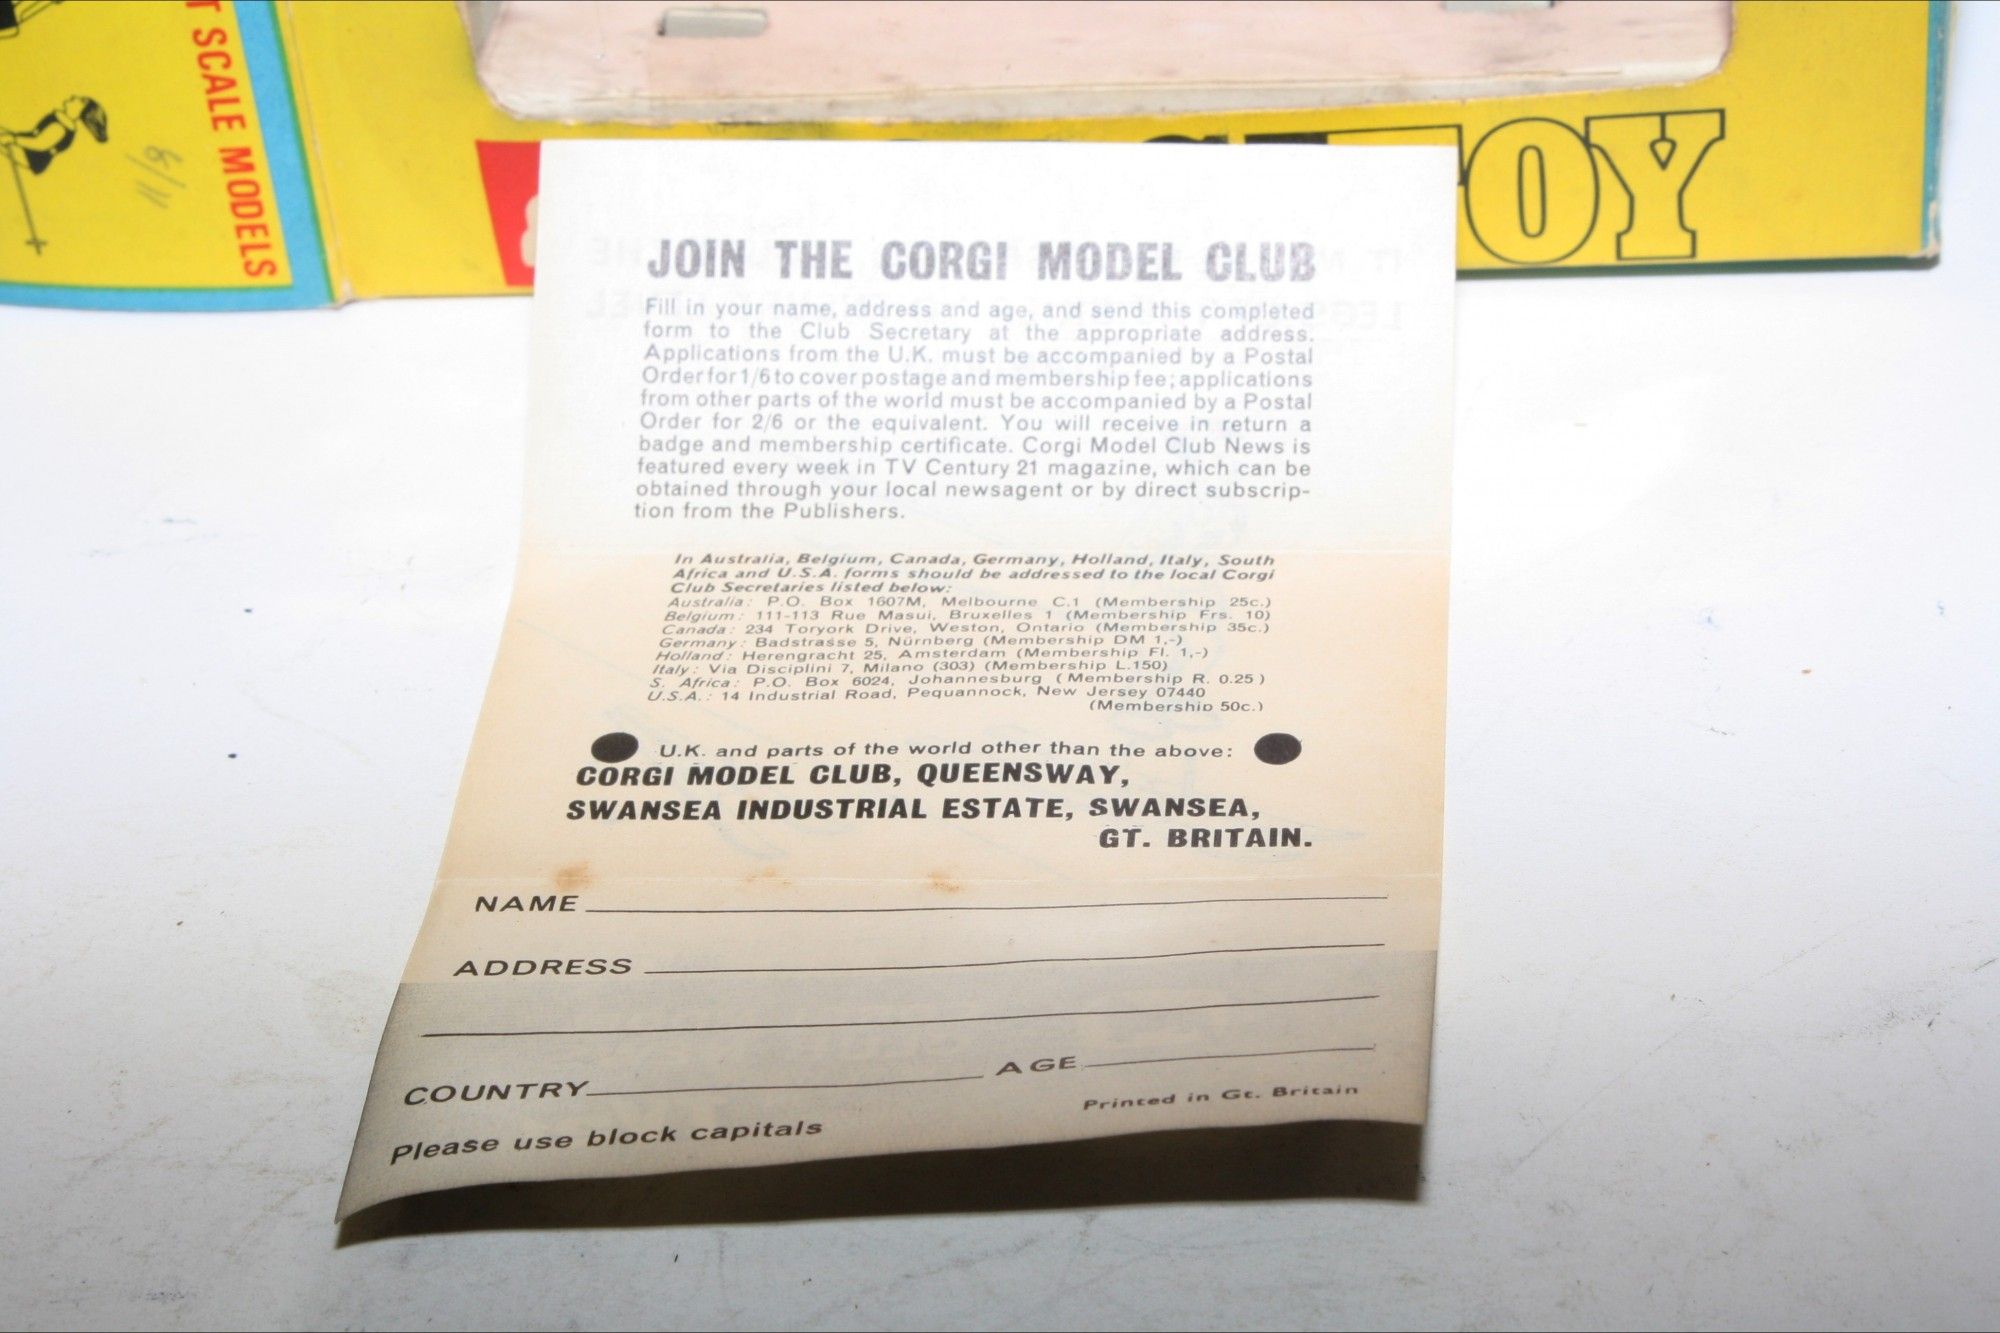 T SCALE MODELS
8/11
TOY
JOIN THE CORGI MODEL CLUB
Fill in your name, address and age, and send this completed
form to the Club Secretary at the appropriate address.
Applications from the U.K. must be accompanied by a Postal
Order for 1/6 to cover postage and membership fee; applications
from other parts of the world must be accompanied by a Postal
Order for 2/6 or the equivalent. You will receive in return a
badge and membership certificate. Corgi Model Club News is
featured every week in TV Century 21 magazine, which can be
obtained through your local newsagent or by direct subscrip-
tion from the Publishers.
In Australia, Belgium, Canada, Germany, Holland, Italy, South
Africa and U.S.A. forms should be addressed to the local Corgi
Club Secretaries listed below:
Australia: P.O. Box 1607M, Melbourne C.1 (Membership 25c.)
Belgium: 111-113 Rue Masui, Bruxelles 1 (Membership Frs. 10)
Canada: 234 Toryork Drive, Weston, Ontario (Membership 35c.)
Germany: Badstrasse 5, Nürnberg (Membership DM 1,-)
Holland: Herengracht 25, Amsterdam (Membership Fl. 1,-)
Italy: Via Disciplini 7, Milano (303) (Membership L.150)
S. Africa: P.O. Box 6024, Johannesburg (Membership R. 0.25)
U.S.A.: 14 Industrial Road, Pequannock, New Jersey 07440
(Membership 50c.)
U.K. and parts of the world other than the above:
CORGI MODEL CLUB, QUEENSWAY,
SWANSEA INDUSTRIAL ESTATE, SWANSEA,
GT. BRITAIN.
NAME
ADDRESS
COUNTRY AGE
Please use block capitals Printed in Gt. Britain